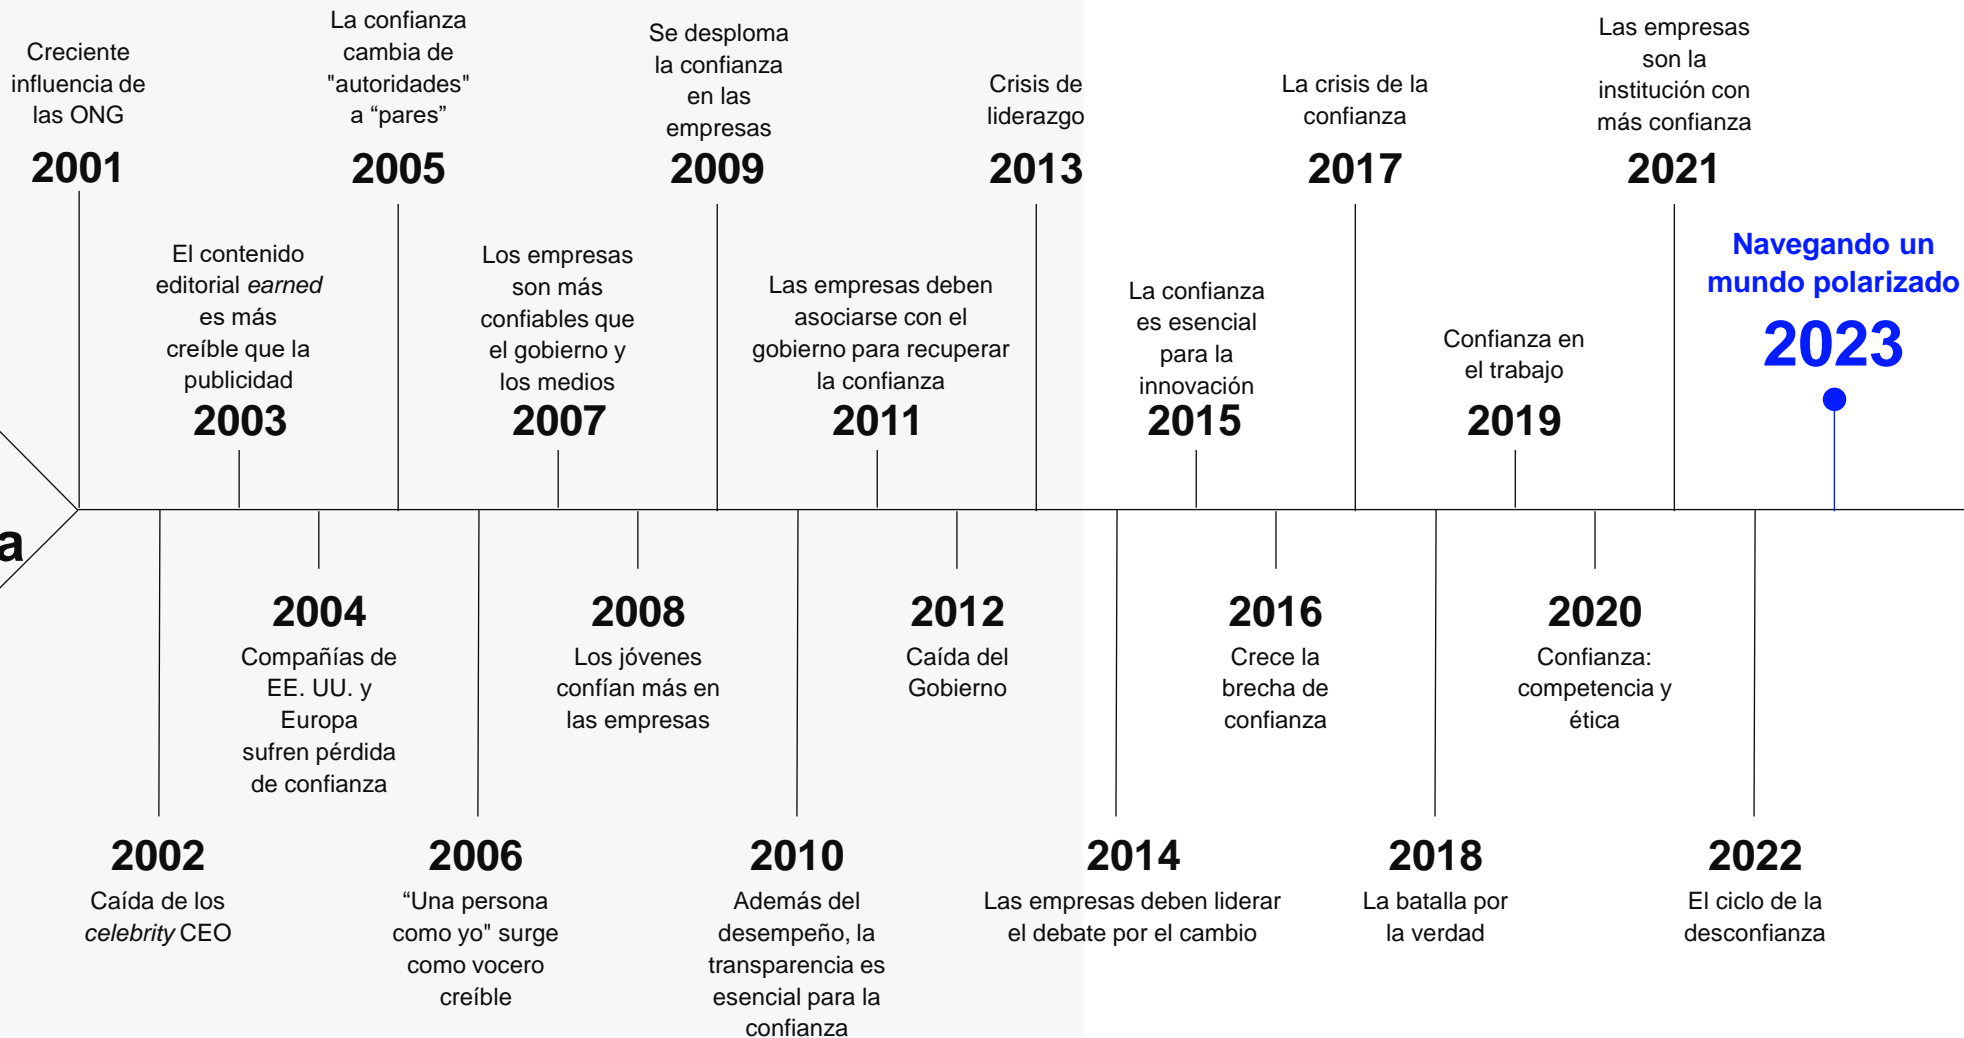 Creciente
influencia de
las ONG
2001
La confianza
cambia de
"autoridades"
a “pares”
2005
Se desploma
la confianza
en las
empresas
2009
Crisis de
liderazgo
2013
La crisis de la
confianza
2017
Las empresas
son la
institución con
más confianza
2021
El contenido
editorial earned
es más
creíble que la
publicidad
2003
Los empresas
son más
confiables que
el gobierno y
los medios
2007
Las empresas deben
asociarse con el
gobierno para recuperar
la confianza
2011
La confianza
es esencial
para la
innovación
2015
Confianza en
el trabajo
2019
Navegando un
mundo polarizado
2023
a
2004
Compañías de
EE. UU. y
Europa
sufren pérdida
de confianza
2008
Los jóvenes
confían más en
las empresas
2012
Caída del
Gobierno
2016
Crece la
brecha de
confianza
2020
Confianza:
competencia y
ética
2002
Caída de los
celebrity CEO
2006
“Una persona
como yo" surge
como vocero
creíble
2010
Además del
desempeño, la
transparencia es
esencial para la
confianza
2014
Las empresas deben liderar
el debate por el cambio
2018
La batalla por
la verdad
2022
El ciclo de la
desconfianza